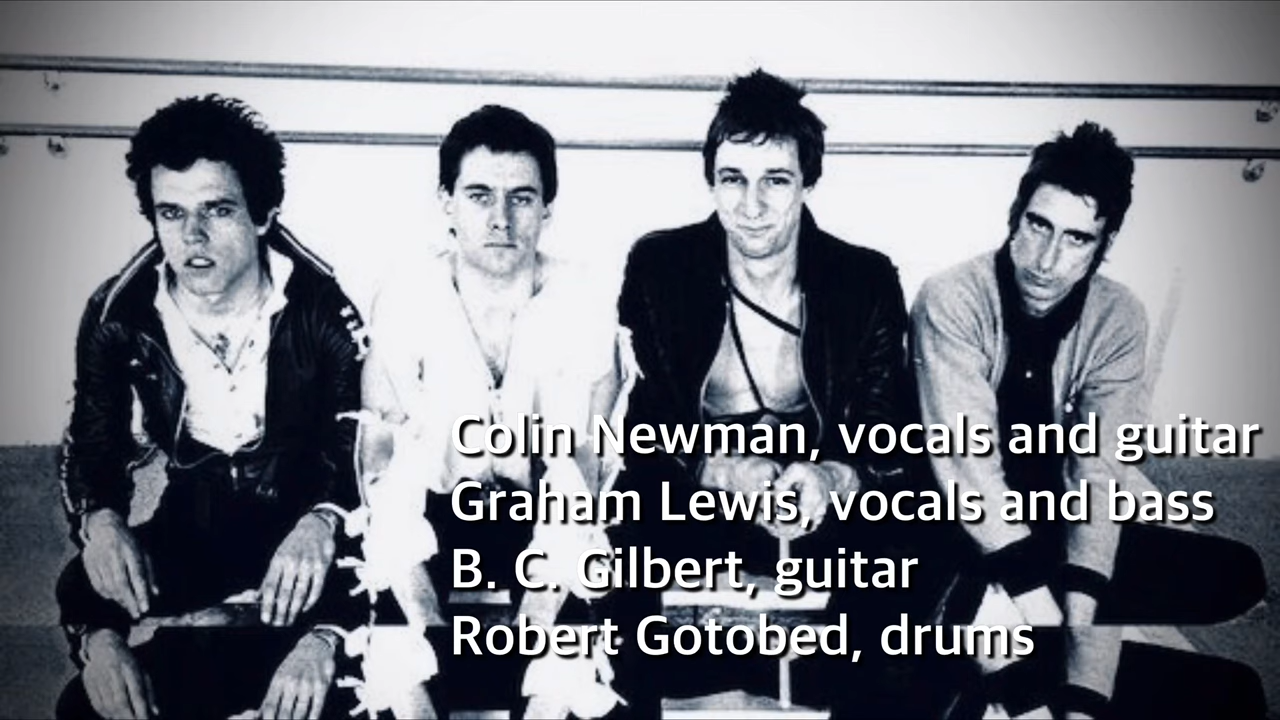 Colin Newman, vocals and guitar
Graham Lewis, vocals and bass
B. C. Gilbert, guitar
Robert Gotobed, drums